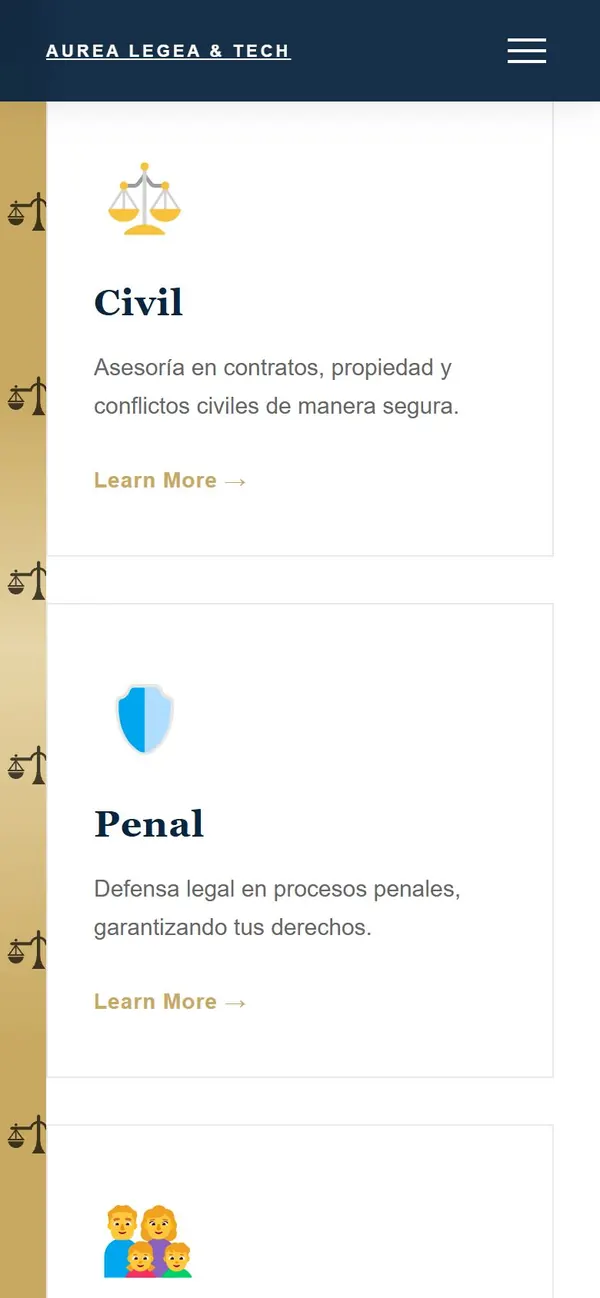 AUREA LEGEA & TECH
Civil
Asesoría en contratos, propiedad y
conflictos civiles de manera segura.
Learn More →
Penal
Defensa legal en procesos penales,
garantizando tus derechos.
Learn More →